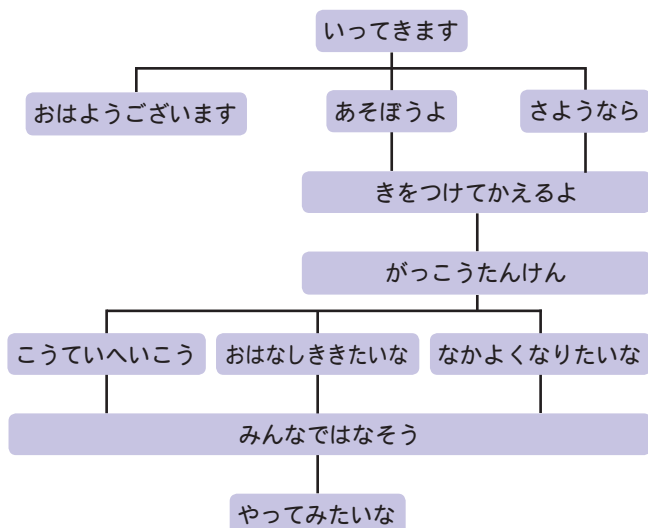 いってきます
おはようございます
あそぼうよ
さようなら
きをつけてかえるよ
がっこうたんけん
こうていへいこう
おはなしききたいな
なかよくなりたいな
みんなではなそう
やってみたいな